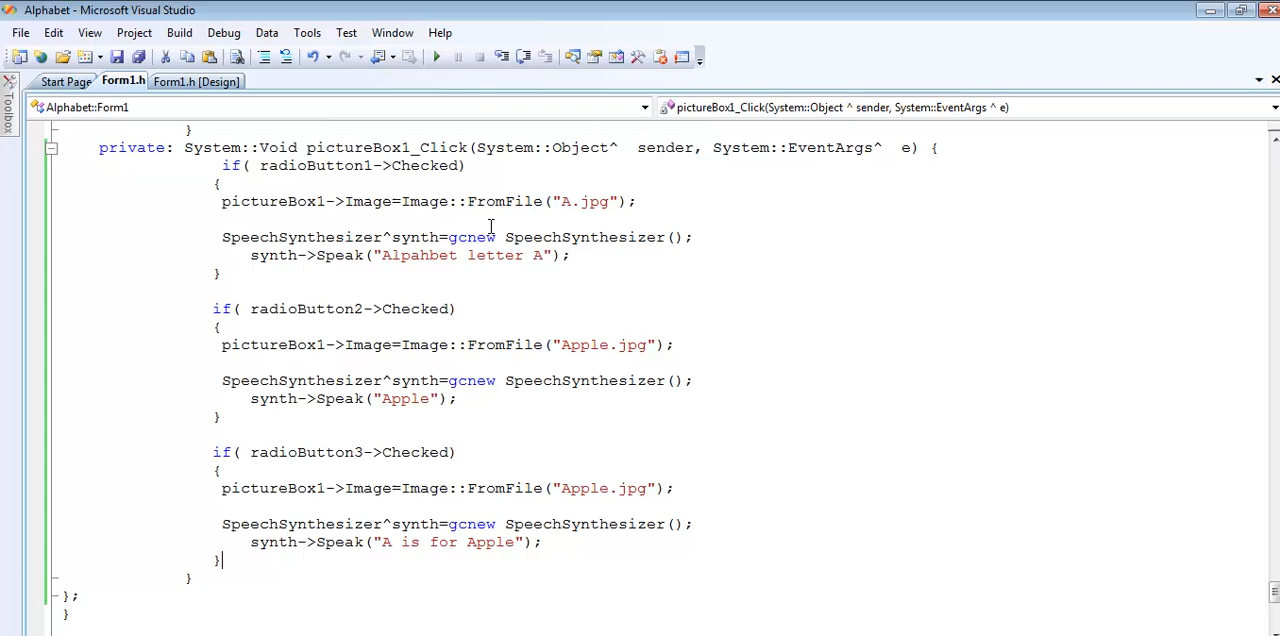 Alphabet - Microsoft Visual Studio
File Edit View Project Build Debug Data Tools Test Window Help
Start Page Form1.h Form1.h [Design]
Toolbox
Alphabet::Form1 pictureBox1_Click(System::Object ^ sender, System::EventArgs ^ e)
}
private: System::Void pictureBox1_Click(System::Object^  sender, System::EventArgs^  e) {
if( radioButton1->Checked)
{
pictureBox1->Image=Image::FromFile("A.jpg");
SpeechSynthesizer^synth=gcnew SpeechSynthesizer();
synth->Speak("Alpahbet letter A");
}
if( radioButton2->Checked)
{
pictureBox1->Image=Image::FromFile("Apple.jpg");
SpeechSynthesizer^synth=gcnew SpeechSynthesizer();
synth->Speak("Apple");
}
if( radioButton3->Checked)
{
pictureBox1->Image=Image::FromFile("Apple.jpg");
SpeechSynthesizer^synth=gcnew SpeechSynthesizer();
synth->Speak("A is for Apple");
}
}
};
}